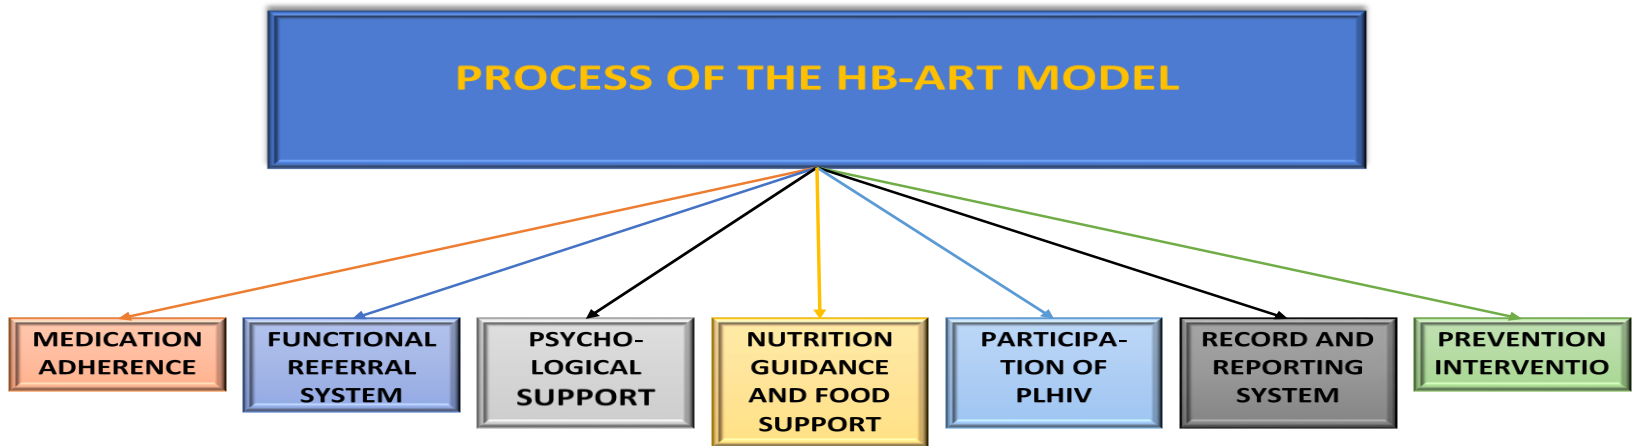 PROCESS OF THE HB-ART MODEL
MEDICATION
ADHERENCE
FUNCTIONAL
REFERRAL
SYSTEM
PSYCHO-
LOGICAL
SUPPORT
NUTRITION
GUIDANCE
AND FOOD
SUPPORT
PARTICIPA-
TION OF
PLHIV
RECORD AND
REPORTING
SYSTEM
PREVENTION
INTERVENTIO